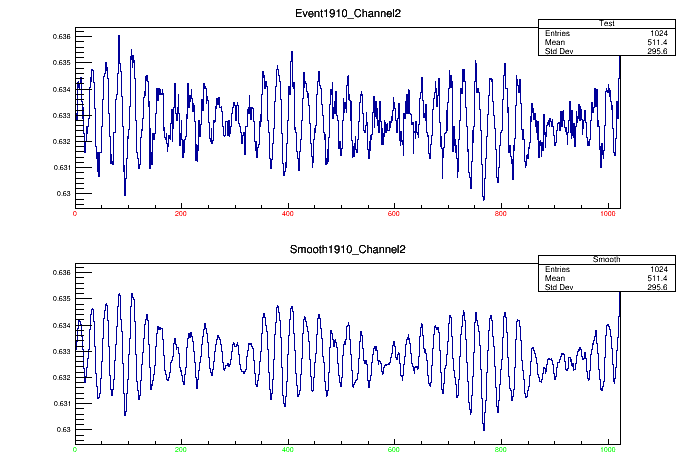 Event1910_Channel2
Test
Entries 1024
Mean 511.4
Std Dev 295.6
0.636
0.635
0.634
0.633
0.632
0.631
0.63
0 200 400 600 800 1000
Smooth1910_Channel2
Smooth
Entries 1024
Mean 511.4
Std Dev 295.6
0.636
0.635
0.634
0.633
0.632
0.631
0.63
0 200 400 600 800 1000